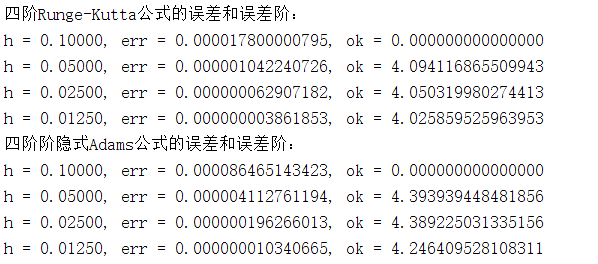 四阶Runge-Kutta公式的误差和误差阶：
h = 0.10000, err = 0.000017800000795, ok = 0.000000000000000
h = 0.05000, err = 0.000001042240726, ok = 4.094116865509943
h = 0.02500, err = 0.000000062907182, ok = 4.050319980274413
h = 0.01250, err = 0.000000003861853, ok = 4.025859525963953
四阶阶隐式Adams公式的误差和误差阶：
h = 0.10000, err = 0.000086465143423, ok = 0.000000000000000
h = 0.05000, err = 0.000004112761194, ok = 4.393939448481856
h = 0.02500, err = 0.000000196266013, ok = 4.389225031335156
h = 0.01250, err = 0.000000010340665, ok = 4.246409528108311